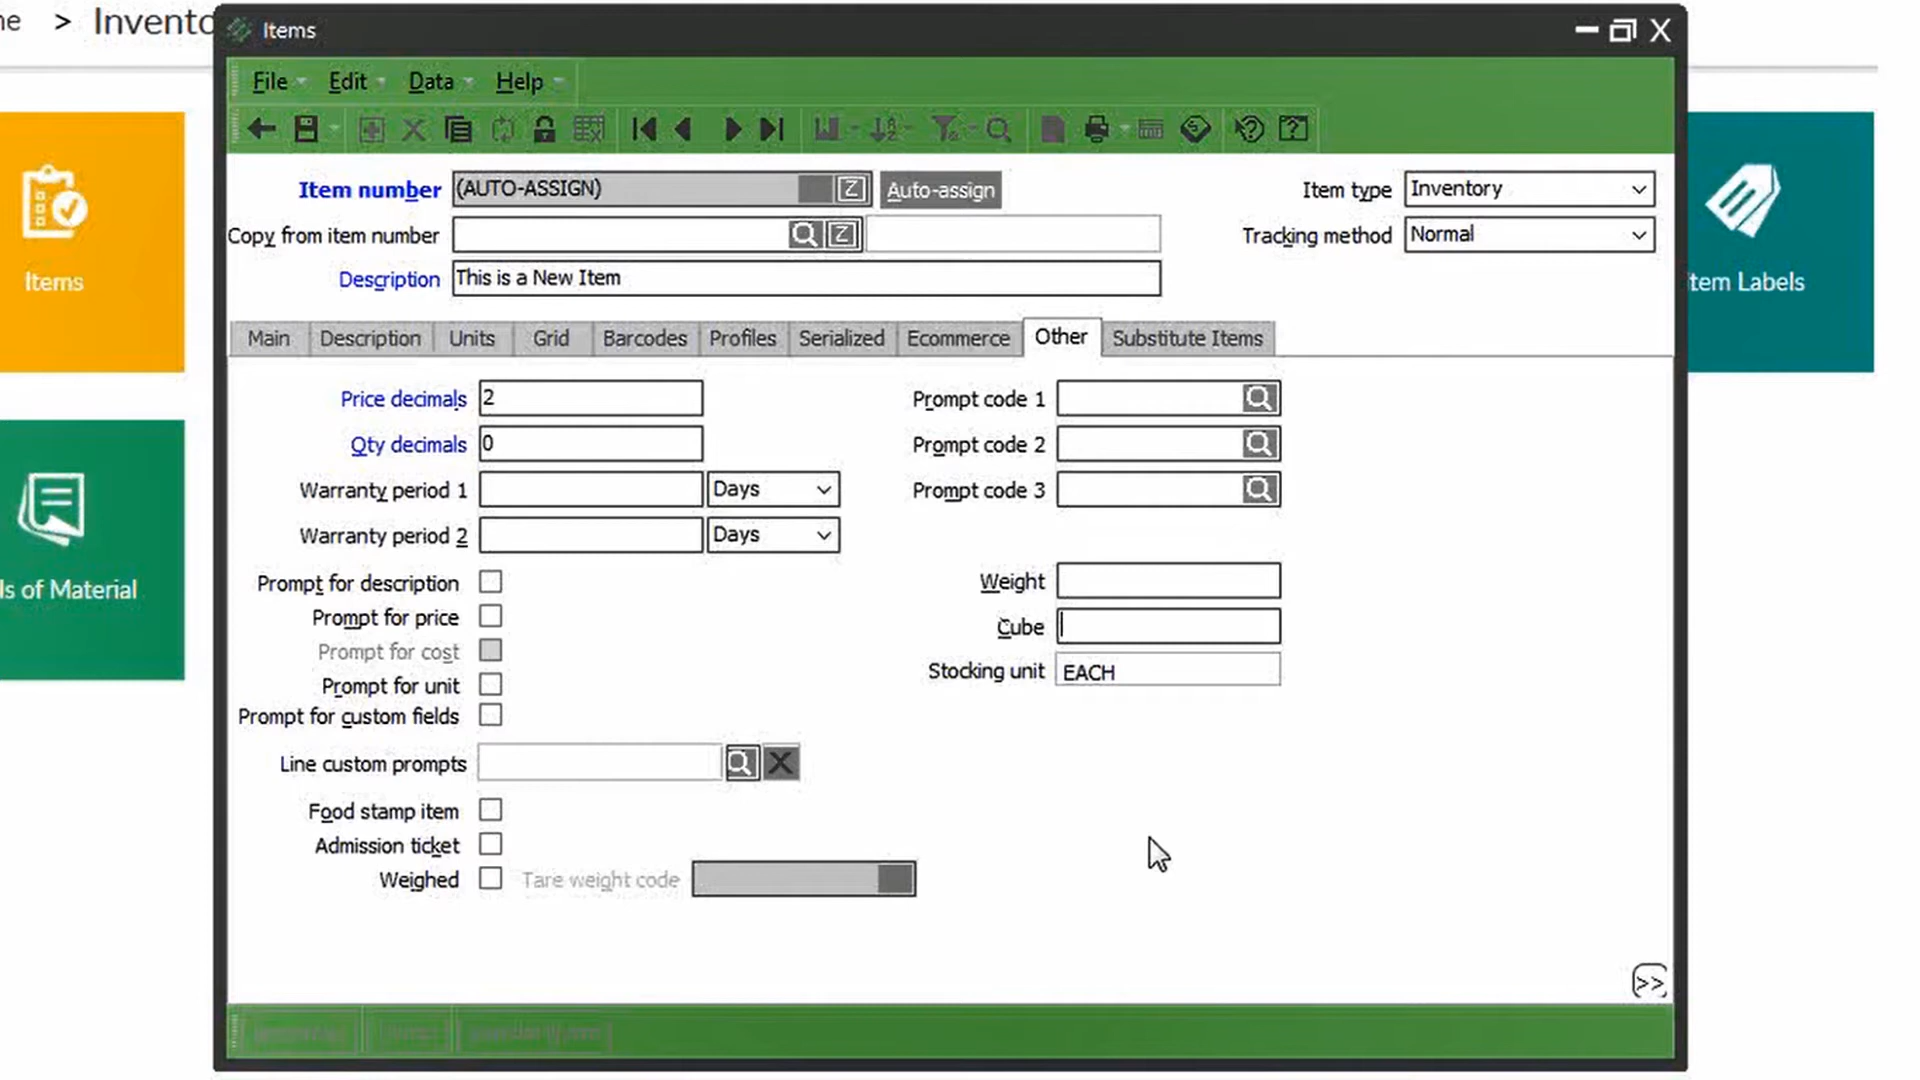 ne > Invento
Items
File Edit Data Help
Item number (AUTO-ASSIGN) Z Auto-assign Item type Inventory
Copy from item number Z Tracking method Normal
Description This is a New Item
Main Description Units Grid Barcodes Profiles Serialized Ecommerce Other Substitute Items
Price decimals 2 Prompt code 1
Qty decimals 0 Prompt code 2
Warranty period 1 Days Prompt code 3
Warranty period 2 Days
Prompt for description Weight
Prompt for price Cube
Prompt for cost Stocking unit EACH
Prompt for unit
Prompt for custom fields
Line custom prompts
Food stamp item
Admission ticket
Weighed Tare weight code
>>
Items
ls of Material
Item Labels